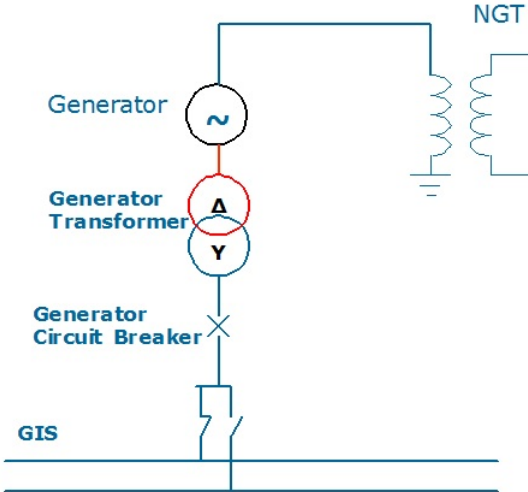 NGT
Generator
~
Generator
Transformer
Δ
Y
Generator
Circuit Breaker
GIS